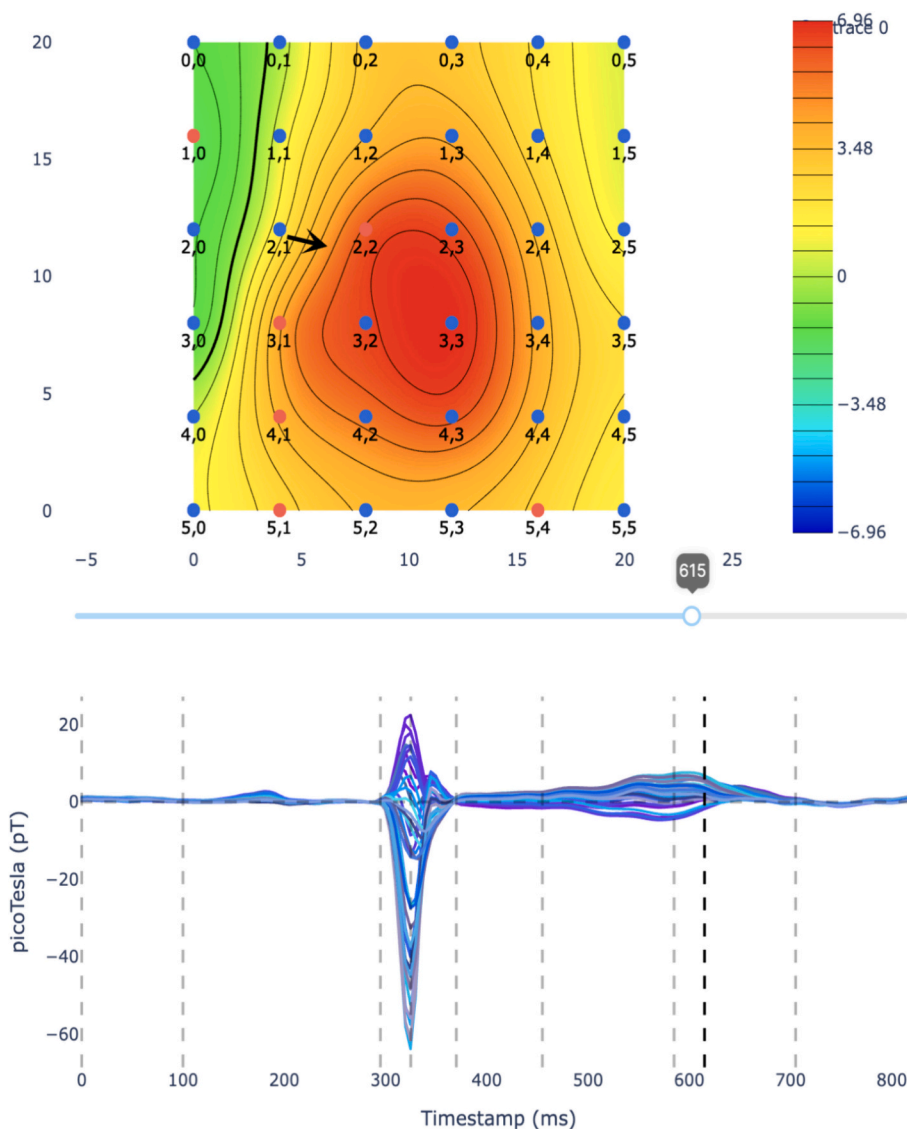 20
15
10
5
0
0,0 0,1 0,2 0,3 0,4 0,5
1,0 1,1 1,2 1,3 1,4 1,5
2,0 2,1 2,2 2,3 2,4 2,5
3,0 3,1 3,2 3,3 3,4 3,5
4,0 4,1 4,2 4,3 4,4 4,5
5,0 5,1 5,2 5,3 5,4 5,5
−5 0 5 10 15 20 25
6.96
trace 0
3.48
0
−3.48
−6.96
615
picoTesla (pT)
20
0
−20
−40
−60
0 100 200 300 400 500 600 700 800
Timestamp (ms)